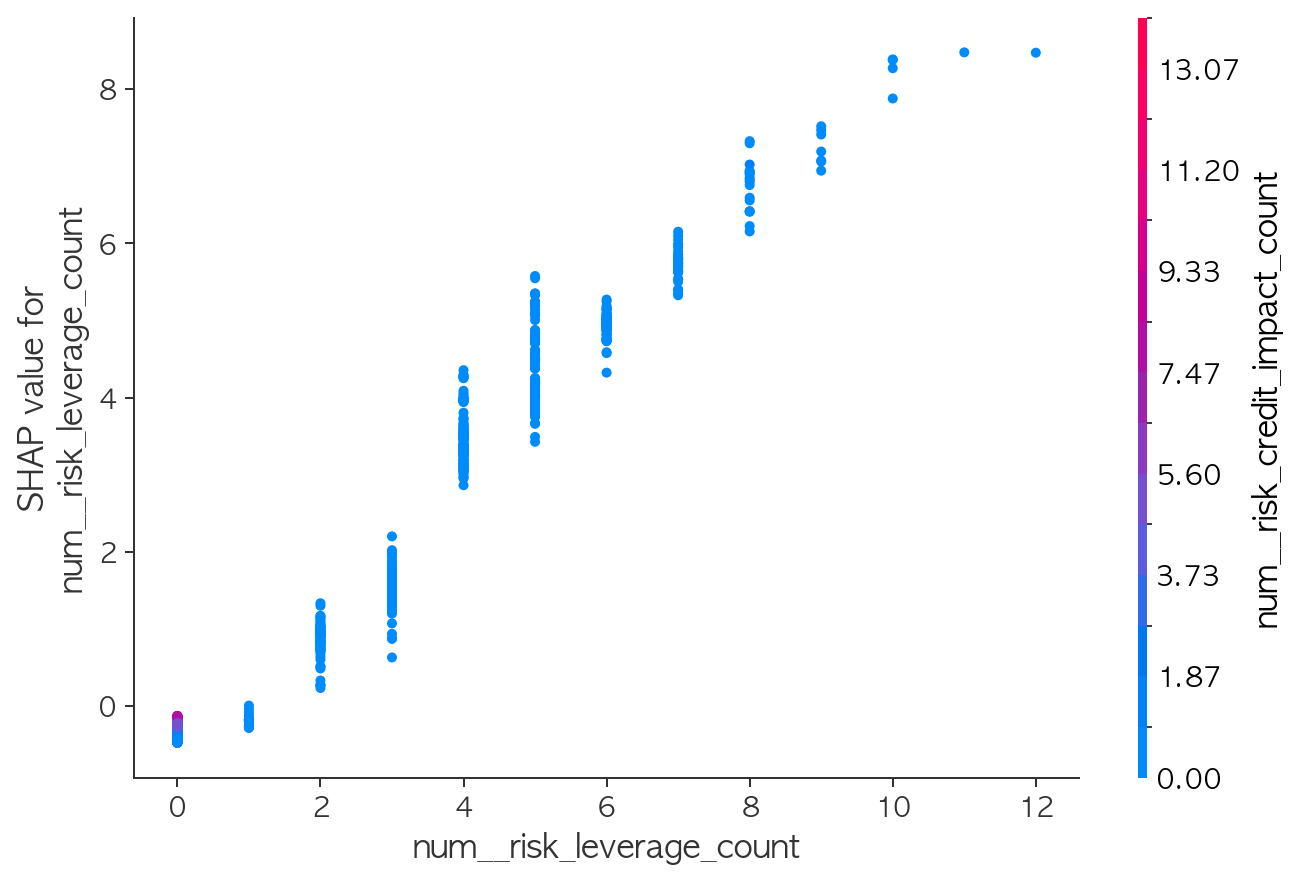 SHAP value for
num__risk_leverage_count
8
6
4
2
0
0 2 4 6 8 10 12
num__risk_leverage_count
13.07
11.20
9.33
7.47
5.60
3.73
1.87
0.00
num__risk_credit_impact_count